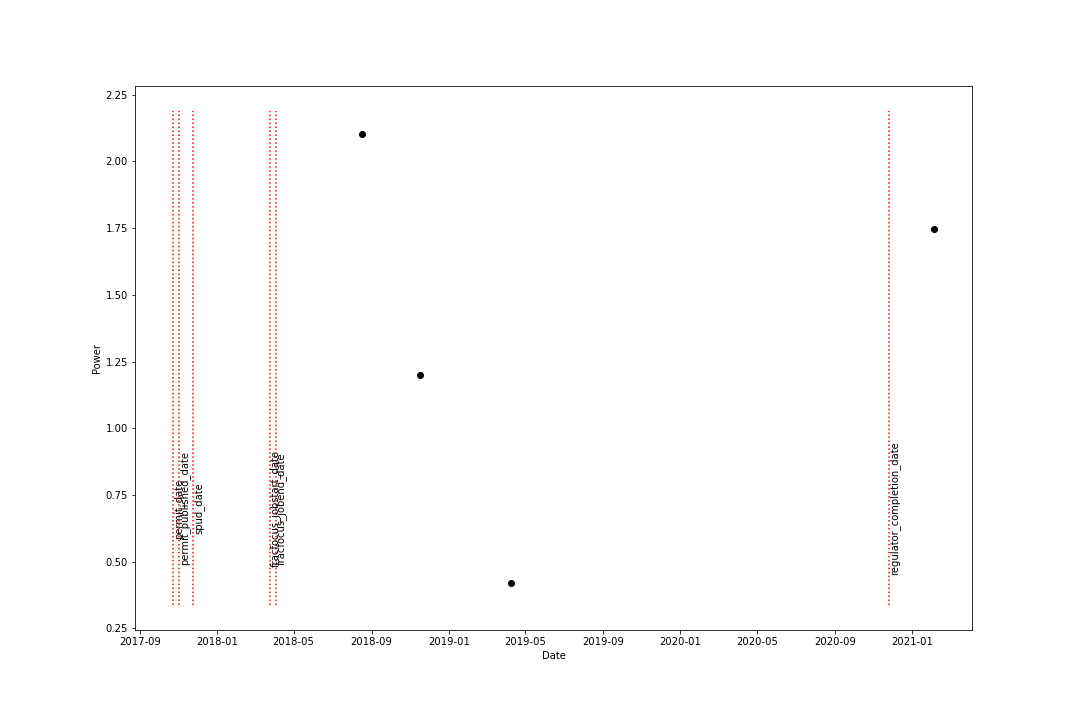 2.25
2.00
1.75
1.50
1.25
1.00
0.75
0.50
0.25
Power
permit_date
permit_published_date
spud_date
fracfocus_jobstart_date
fracfocus_jobend_date
regulator_completion_date
2017-09
2018-01
2018-05
2018-09
2019-01
2019-05
2019-09
2020-01
2020-05
2020-09
2021-01
Date